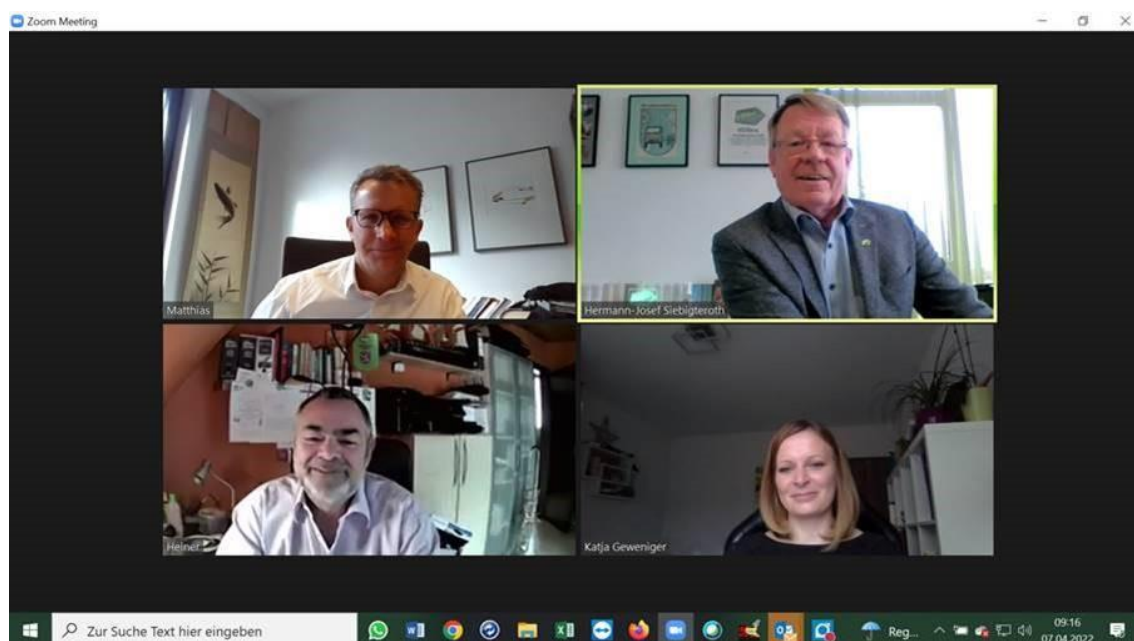 Zoom Meeting
Matthias
Hermann-Josef Siebigteroth
Heiner
Katja Geweniger
Zur Suche Text hier eingeben
Reg...
09:16
07.04.2022